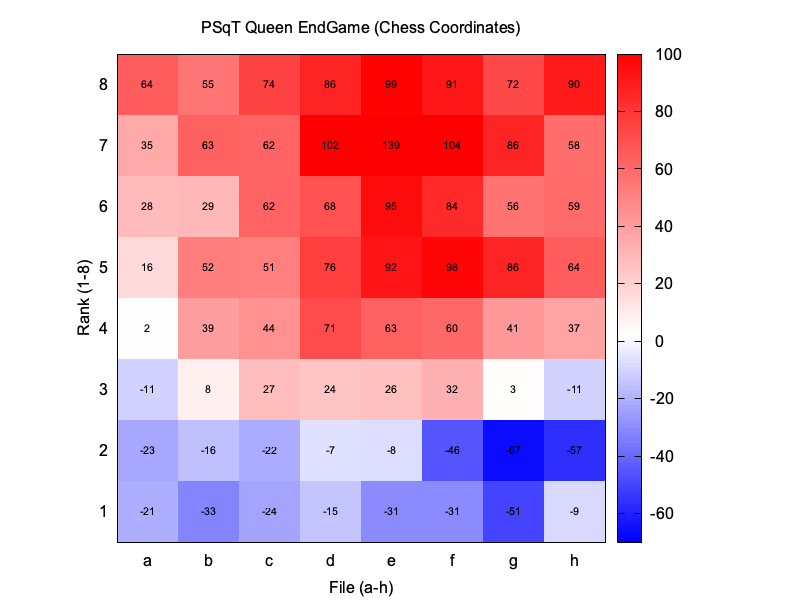 PSqT Queen EndGame (Chess Coordinates)
8 64 55 74 86 99 91 72 90
7 35 63 62 102 139 104 86 58
6 28 29 62 68 95 84 56 59
5 16 52 51 76 92 98 86 64
4 2 39 44 71 63 60 41 37
3 -11 8 27 24 26 32 3 -11
2 -23 -16 -22 -7 -8 -46 -67 -57
1 -21 -33 -24 -15 -31 -31 -51 -9
a b c d e f g h
File (a-h)
Rank (1-8)
100
80
60
40
20
0
-20
-40
-60